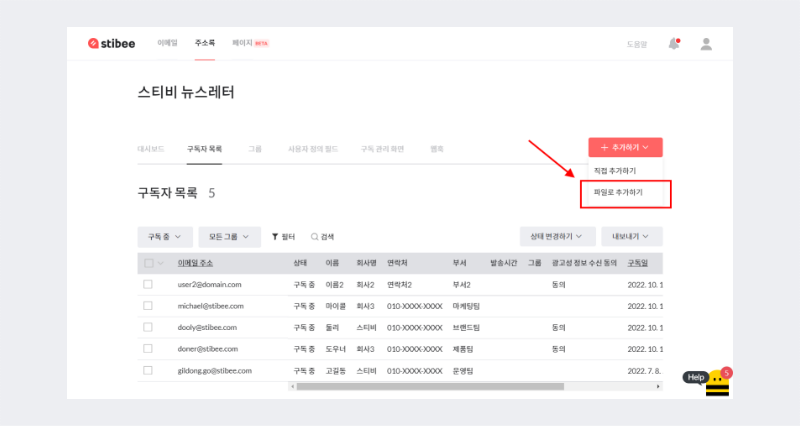 stibee 이메일 주소록 페이지 BETA 도움말
스티비 뉴스레터
대시보드 구독자 목록 그룹 사용자 정의 필드 구독 관리 화면 웹훅
+ 추가하기
직접 추가하기
파일로 추가하기
구독자 목록 5
구독 중 모든 그룹 필터 검색 상태 변경하기 내보내기
이메일 주소 상태 이름 회사명 연락처 부서 발송시간 그룹 광고성 정보 수신 동의 구독일
user2@domain.com 구독 중 이름2 회사2 연락처2 부서2 동의 2022. 10. 1
michael@stibee.com 구독 중 마이콜 회사3 010-XXXX-XXXX 마케팅팀 2022. 10. 1
dooly@stibee.com 구독 중 둘리 스티비 010-XXXX-XXXX 브랜드팀 동의 2022. 10. 1
doner@stibee.com 구독 중 도우너 회사3 010-XXXX-XXXX 제품팀 동의 2022. 10. 1
gildong.go@stibee.com 구독 중 고길동 스티비 010-XXXX-XXXX 운영팀 2022. 7. 8.
Help 5